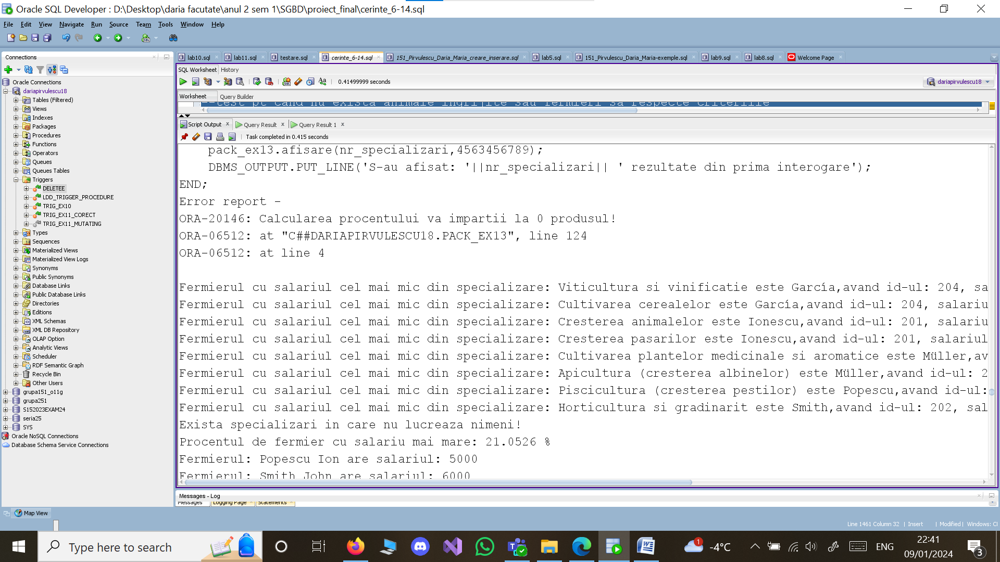 Oracle SQL Developer : D:\Desktop\daria facutate\anul 2 sem 1\SGBD\proiect_final\cerinte_6-14.sql
File Edit View Navigate Run Source Team Tools Window Help
Connections
lab10.sql lab11.sql testare.sql cerinte_6-14.sql 151_Pirvulescu_Daria_Maria_creare_inserare.sql lab5.sql 151_Pirvulescu_Daria_Maria-exemple.sql lab9.sql lab8.sql Welcome Page
SQL Worksheet History
0.41499999 seconds
dariapirvulescu18
Worksheet Query Builder
--test pt cand nu exista animale ingrijite sau fermieri sa respecte criteriile
Script Output Query Result Query Result 1
Task completed in 0.415 seconds
Oracle Connections
dariapirvulescu18
Tables (Filtered)
Views
Indexes
Packages
Procedures
Functions
Operators
Queues
Queues Tables
Triggers
DELETEE
LDD_TRIGGER_PROCEDURE
TRIG_EX10
TRIG_EX11_CORECT
TRIG_EX11_MUTATING
Types
Sequences
Materialized Views
Materialized View Logs
Synonyms
Public Synonyms
Database Links
Public Database Links
Directories
Editions
XML Schemas
XML DB Repository
OLAP Option
Analytic Views
Scheduler
RDF Semantic Graph
Recycle Bin
Other Users
grupa151_o11g
grupa251
S152023EXAM24
seria25
SYS
Oracle NoSQL Connections
Database Schema Service Connections
pack_ex13.afisare(nr_specializari,4563456789);
DBMS_OUTPUT.PUT_LINE('S-au afisat: '||nr_specializari|| ' rezultate din prima interogare');
END;
Error report -
ORA-20146: Calcularea procentului va impartii la 0 produsul!
ORA-06512: at "C##DARIAPIRVULESCU18.PACK_EX13", line 124
ORA-06512: at line 4
Fermierul cu salariul cel mai mic din specializare: Viticultura si vinificatie este García,avand id-ul: 204, sa
Fermierul cu salariul cel mai mic din specializare: Cultivarea cerealelor este García,avand id-ul: 204, salariu
Fermierul cu salariul cel mai mic din specializare: Cresterea animalelor este Ionescu,avand id-ul: 201, salariu
Fermierul cu salariul cel mai mic din specializare: Cresterea pasarilor este Ionescu,avand id-ul: 201, salariul
Fermierul cu salariul cel mai mic din specializare: Cultivarea plantelor medicinale si aromatice este Müller,av
Fermierul cu salariul cel mai mic din specializare: Apicultura (cresterea albinelor) este Müller,avand id-ul: 2
Fermierul cu salariul cel mai mic din specializare: Piscicultura (cresterea pestilor) este Popescu,avand id-ul:
Fermierul cu salariul cel mai mic din specializare: Horticultura si gradinarit este Smith,avand id-ul: 202, sal
Exista specializari in care nu lucreaza nimeni!
Procentul de fermier cu salariu mai mare: 21.0526 %
Fermierul: Popescu Ion are salariul: 5000
Fermierul: Smith John are salariul: 6000
Messages - Log
Messages Logging Page Statements
Map View
Line 1461 Column 32 | Insert | Modified | Windows: Cl
Type here to search
1
-4°C
ENG
22:41
09/01/2024
3